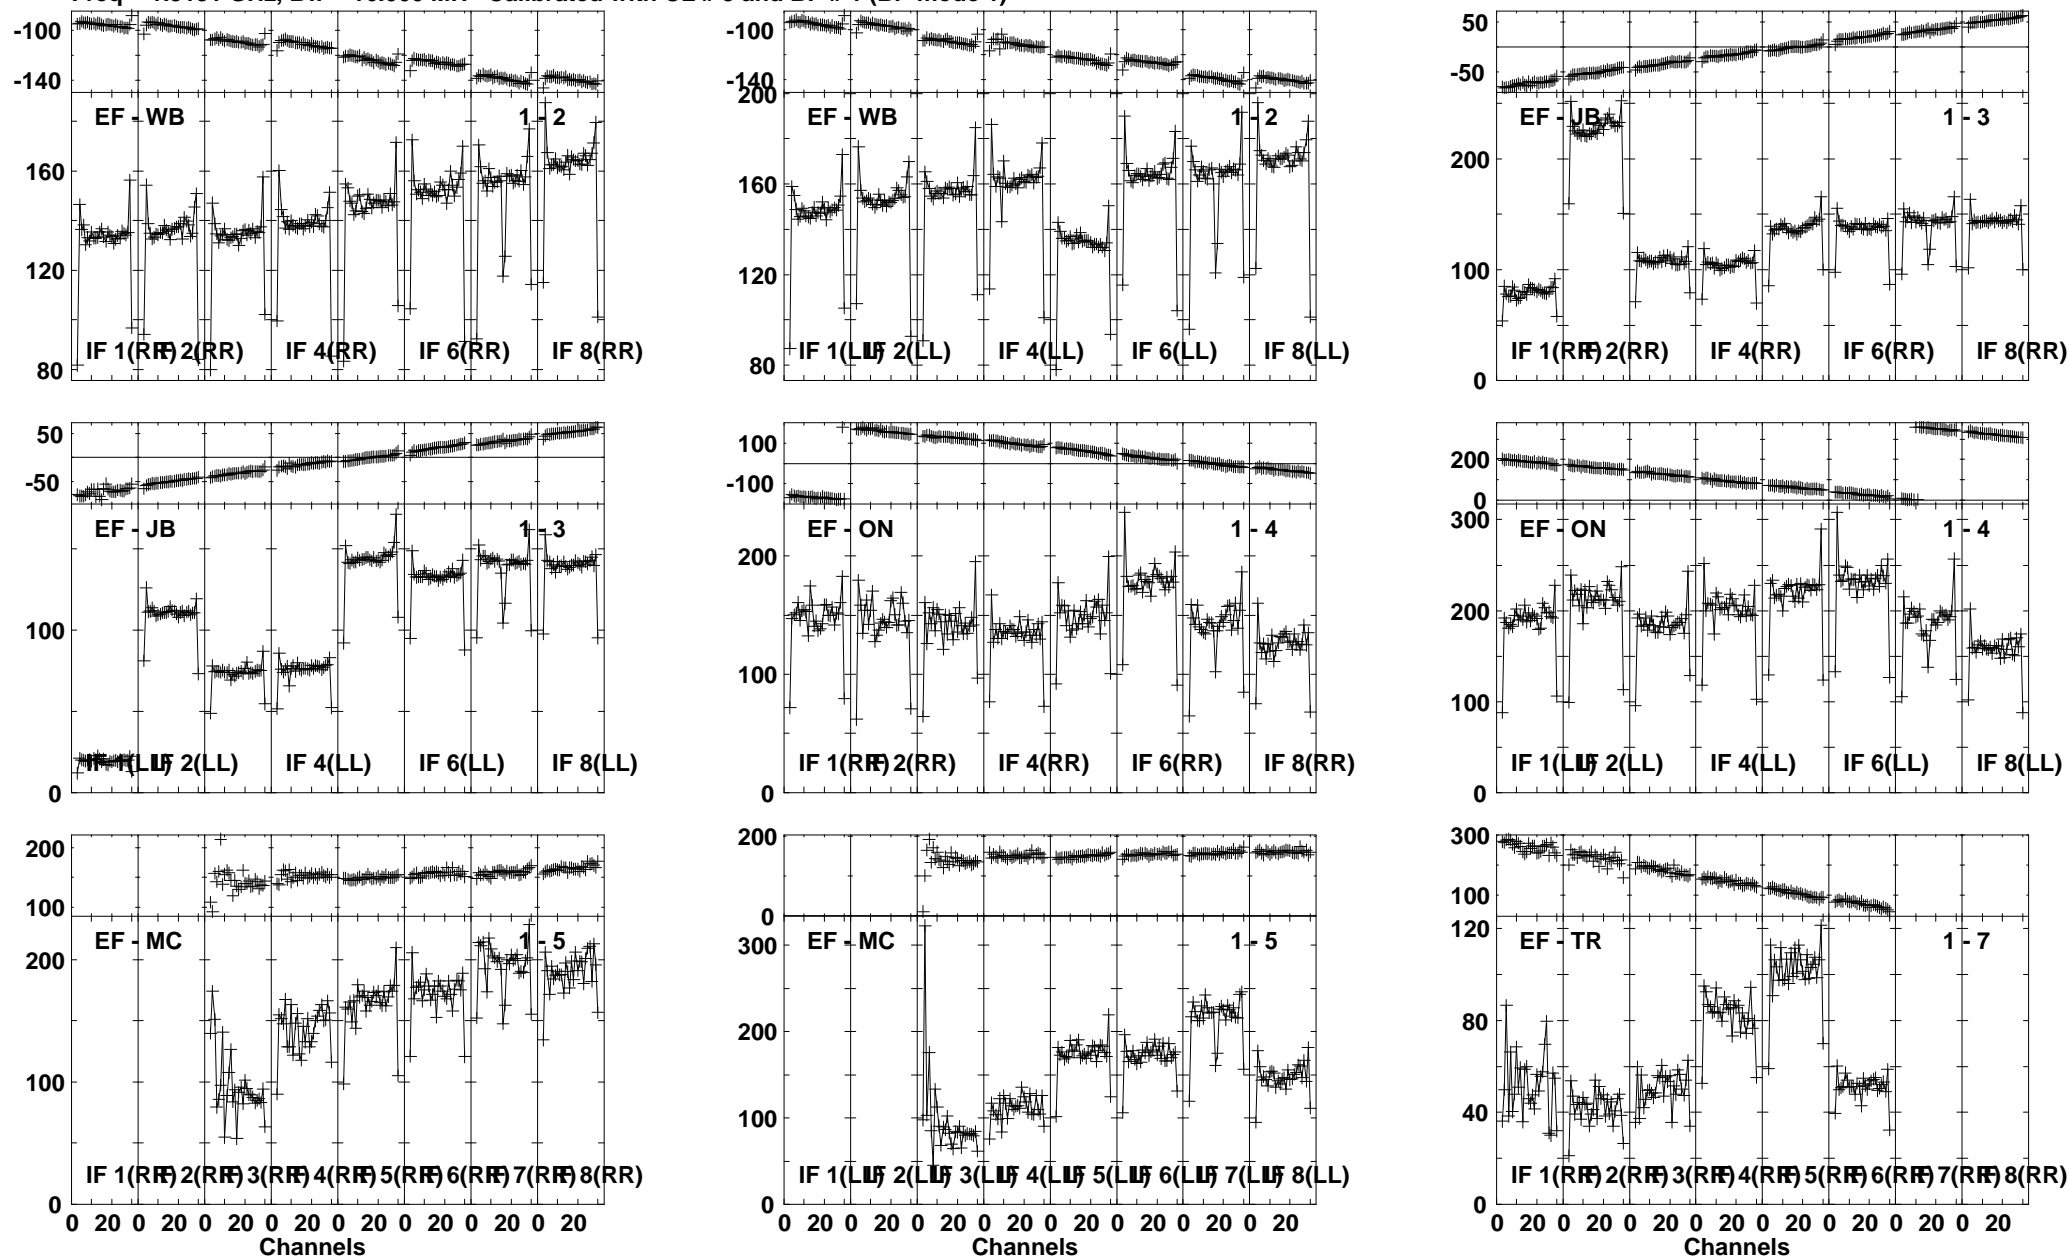 -100
-140
EF - WB 1 - 2
160
120
80
IF 1(RR) IF 2(RR) IF 4(RR) IF 6(RR) IF 8(RR)
-100
-140
200
EF - WB 1 - 2
160
120
80
IF 1(LL) IF 2(LL) IF 4(LL) IF 6(LL) IF 8(LL)
50
-50
EF - JB 1 - 3
200
100
0
IF 1(RR) IF 2(RR) IF 4(RR) IF 6(RR) IF 8(RR)
50
-50
EF - JB 1 - 3
100
0
IF 1(LL) IF 2(LL) IF 4(LL) IF 6(LL) IF 8(LL)
100
-100
EF - ON 1 - 4
200
100
0
IF 1(RR) IF 2(RR) IF 4(RR) IF 6(RR) IF 8(RR)
200
0
300
EF - ON 1 - 4
200
100
0
IF 1(LL) IF 2(LL) IF 4(LL) IF 6(LL) IF 8(LL)
200
100
EF - MC 1 - 5
200
100
0
IF 1(RR) IF 2(RR) IF 3(RR) IF 4(RR) IF 5(RR) IF 6(RR) IF 7(RR) IF 8(RR)
0 20 0 20 0 20 0 20 0 20 0 20 0 20 0 20
Channels
200
0
EF - MC 1 - 5
300
200
100
0
IF 1(LL) IF 2(LL) IF 3(LL) IF 4(LL) IF 5(LL) IF 6(LL) IF 7(LL) IF 8(LL)
0 20 0 20 0 20 0 20 0 20 0 20 0 20 0 20
Channels
300
100
120
EF - TR 1 - 7
80
40
0
IF 1(RR) IF 2(RR) IF 3(RR) IF 4(RR) IF 5(RR) IF 6(RR) IF 7(RR) IF 8(RR)
0 20 0 20 0 20 0 20 0 20 0 20 0 20 0 20
Channels